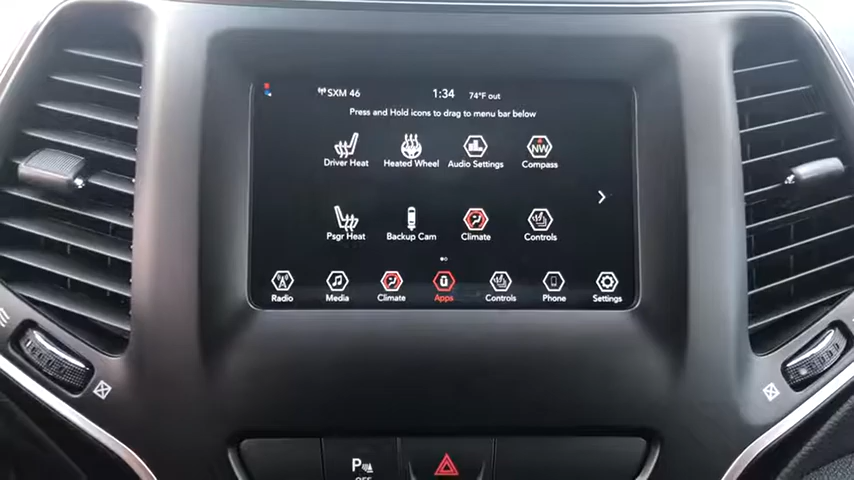 SXM 46 1:34 74°F out
Press and Hold icons to drag to menu bar below
Driver Heat Heated Wheel Audio Settings NW Compass
Psgr Heat Backup Cam Climate Controls
Radio Media Climate Apps Controls Phone Settings
P
OFF